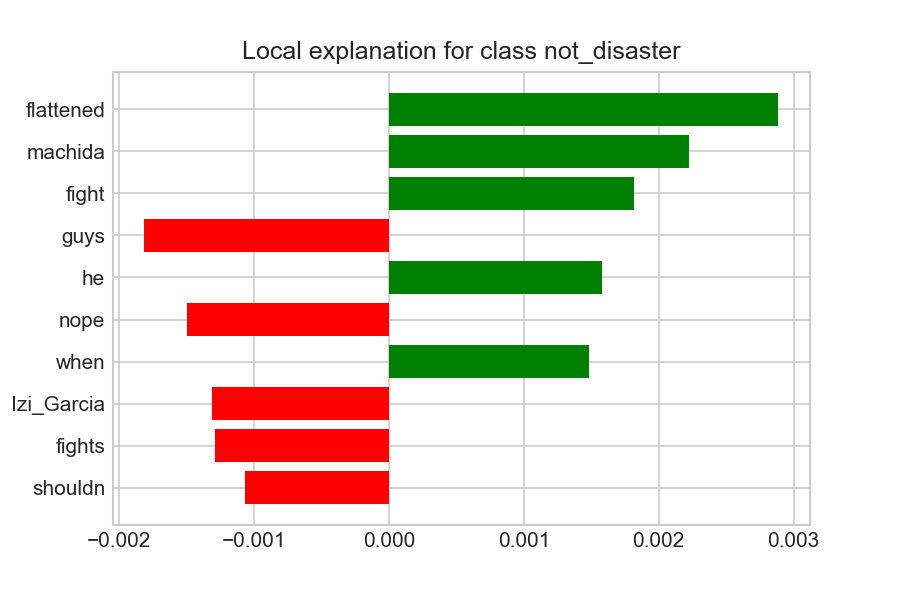 Local explanation for class not_disaster
flattened
machida
fight
guys
he
nope
when
Izi_Garcia
fights
shouldn
−0.002 −0.001 0.000 0.001 0.002 0.003